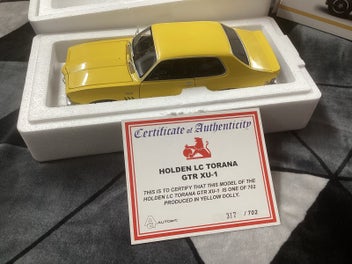 Certificate of Authenticity
HOLDEN LC TORANA
GTR XU-1
THIS IS TO CERTIFY THAT THIS MODEL OF THE
HOLDEN LC TORANA GTR XU-1 IS ONE OF 702
PRODUCED IN YELLOW DOLLY.
AUTOART
317 / 702